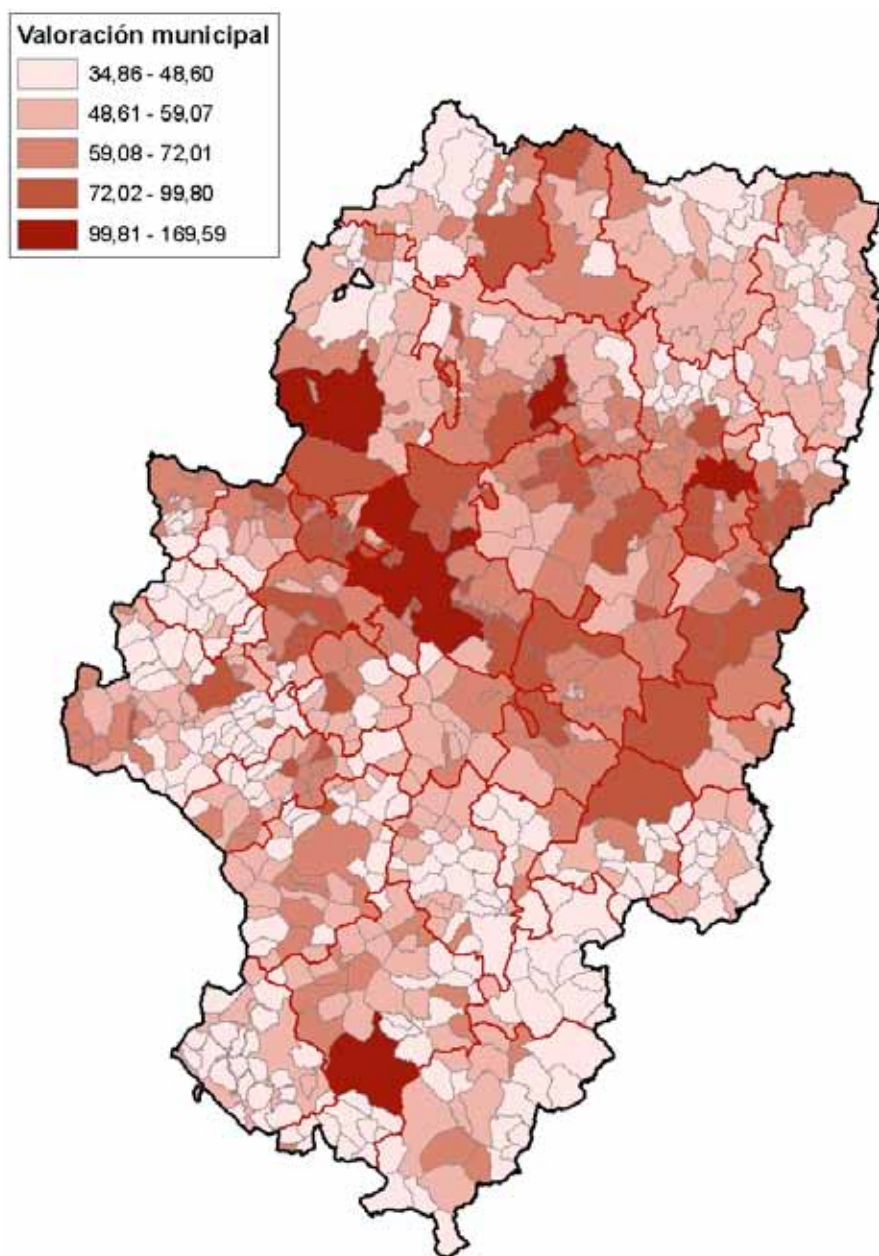 Valoración municipal
34,86 - 48,60
48,61 - 59,07
59,08 - 72,01
72,02 - 99,80
99,81 - 169,59